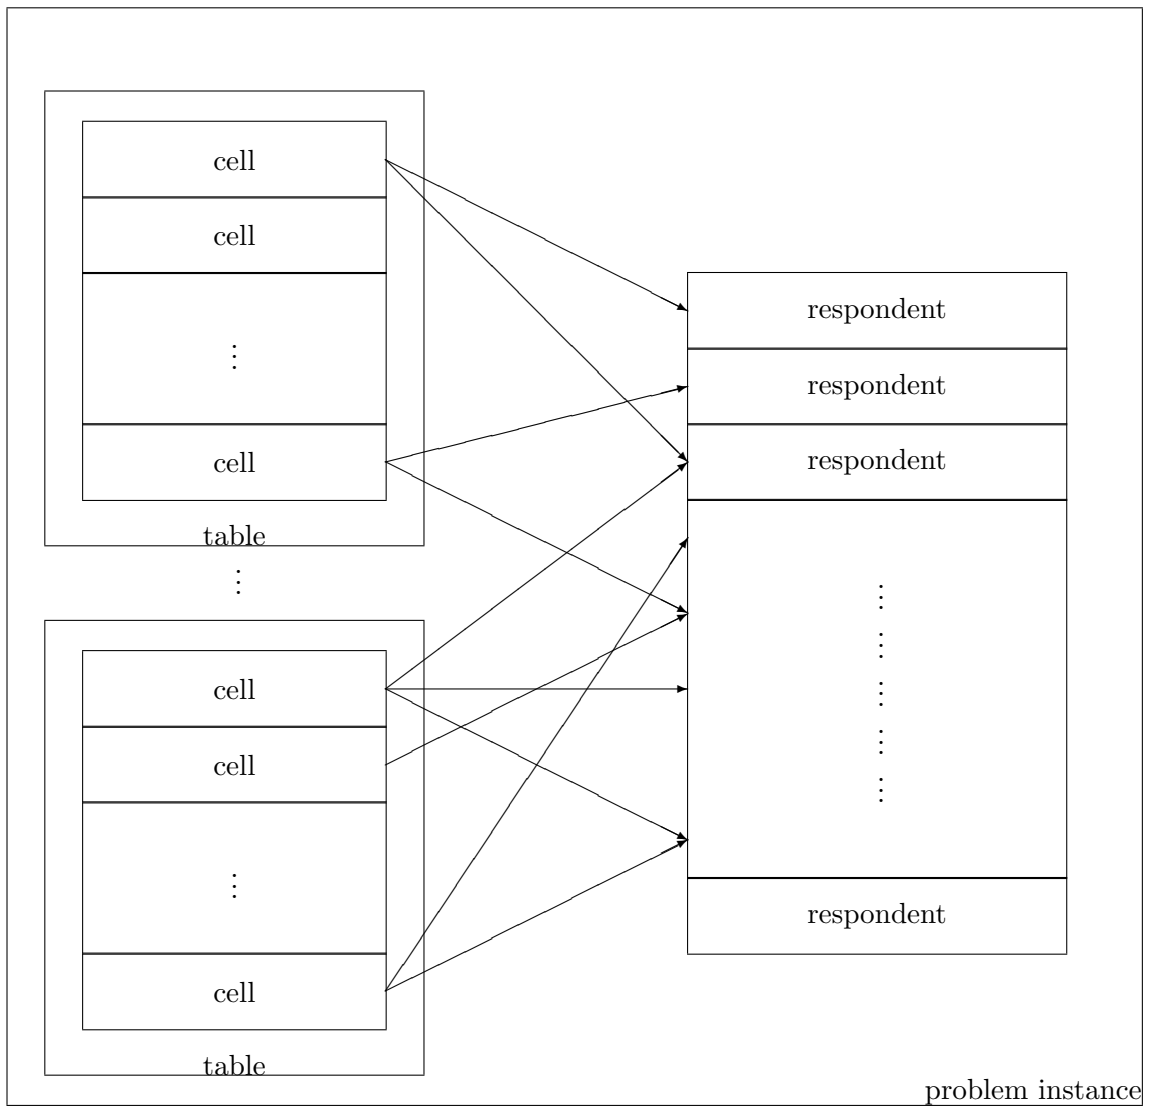 cell
cell
⋮
cell
table
⋮
cell
cell
⋮
cell
table
respondent
respondent
respondent
⋮
⋮
⋮
⋮
⋮
respondent
problem instance